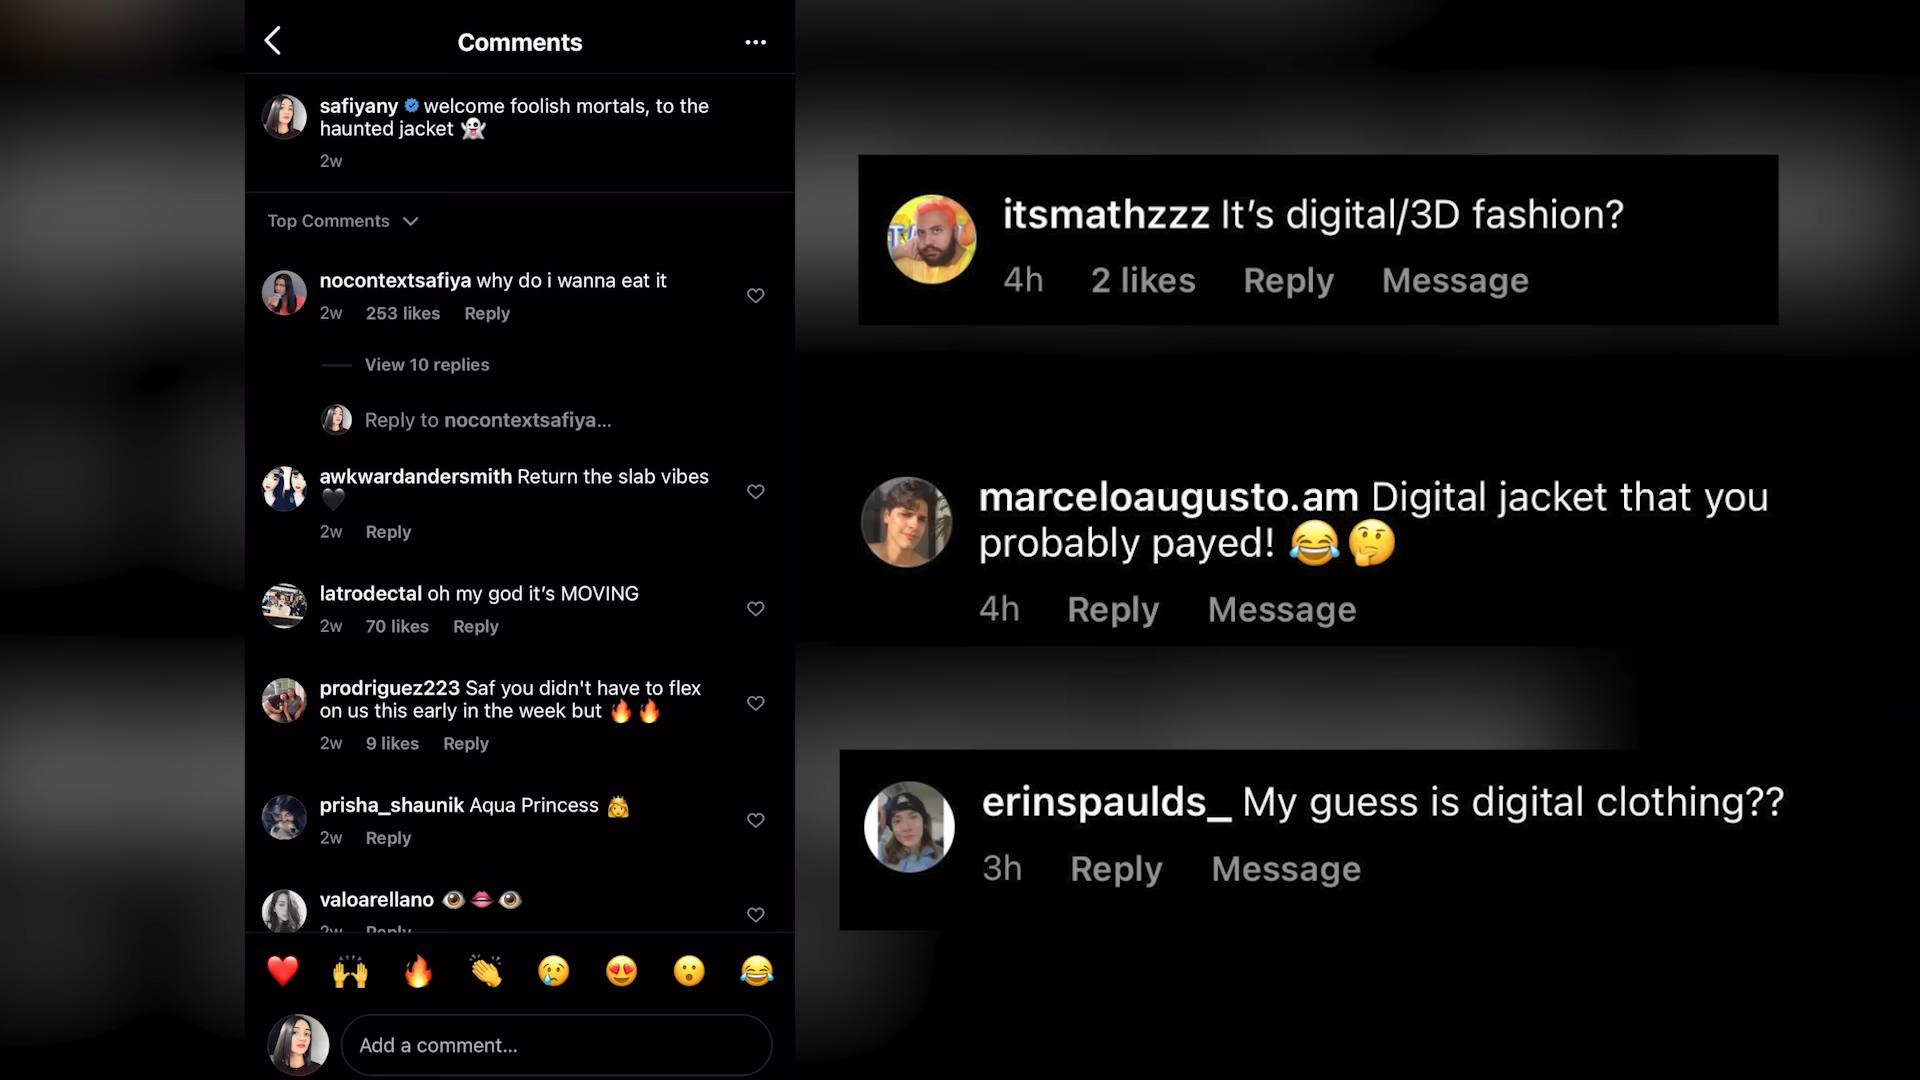 Comments
safiyany welcome foolish mortals, to the
haunted jacket 👻
2w
Top Comments
nocontextsafiya why do i wanna eat it
2w 253 likes Reply
View 10 replies
Reply to nocontextsafiya...
awkwardandersmith Return the slab vibes
🖤
2w Reply
latrodectal oh my god it's MOVING
2w 70 likes Reply
prodriguez223 Saf you didn't have to flex
on us this early in the week but 🔥🔥
2w 9 likes Reply
prisha_shaunik Aqua Princess 👸
2w Reply
valoarellano 👁️👄👁️
2w Reply
❤️🙌🔥👏😢😍😮😂
Add a comment...
itsmathzzz It's digital/3D fashion?
4h 2 likes Reply Message
marceloaugusto.am Digital jacket that you
probably payed! 😂🤔
4h Reply Message
erinspaulds_ My guess is digital clothing??
3h Reply Message